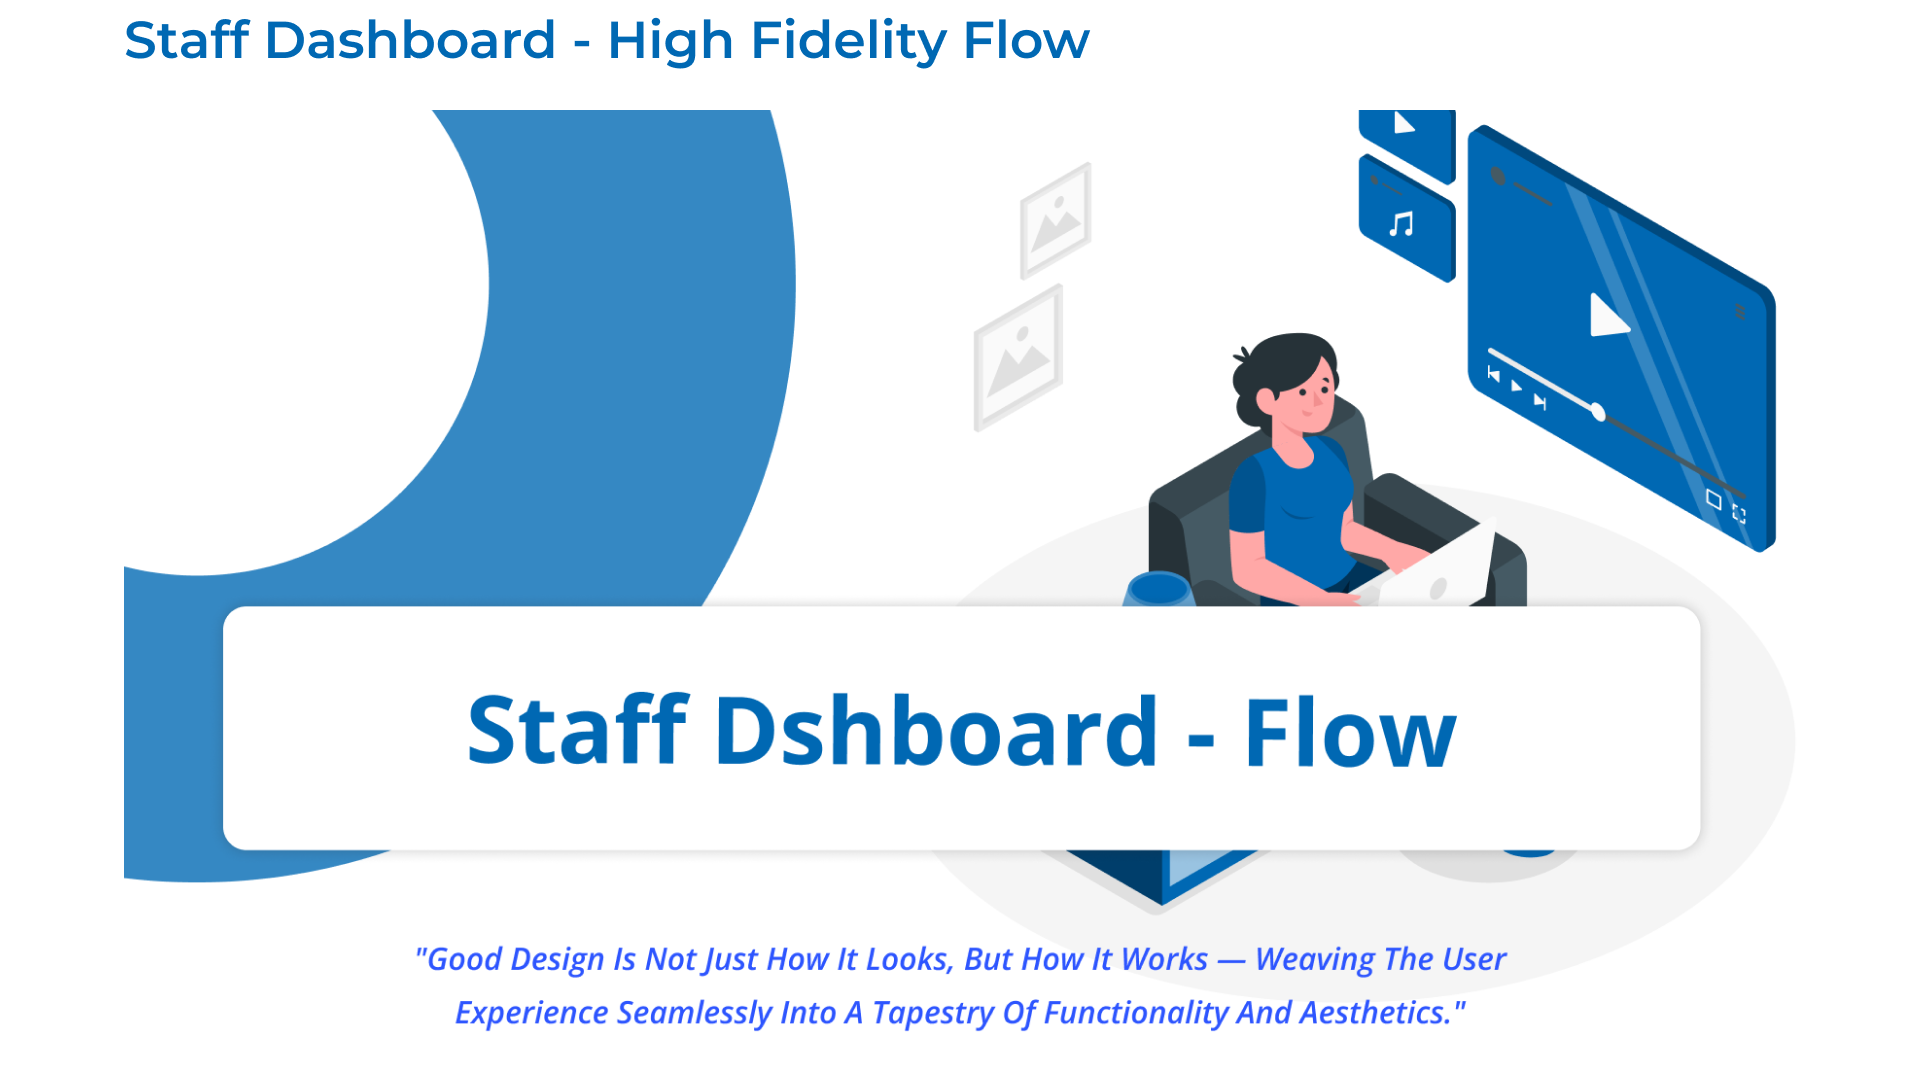 Staff Dashboard - High Fidelity Flow
Staff Dshboard - Flow
"Good Design Is Not Just How It Looks, But How It Works — Weaving The User
Experience Seamlessly Into A Tapestry Of Functionality And Aesthetics."